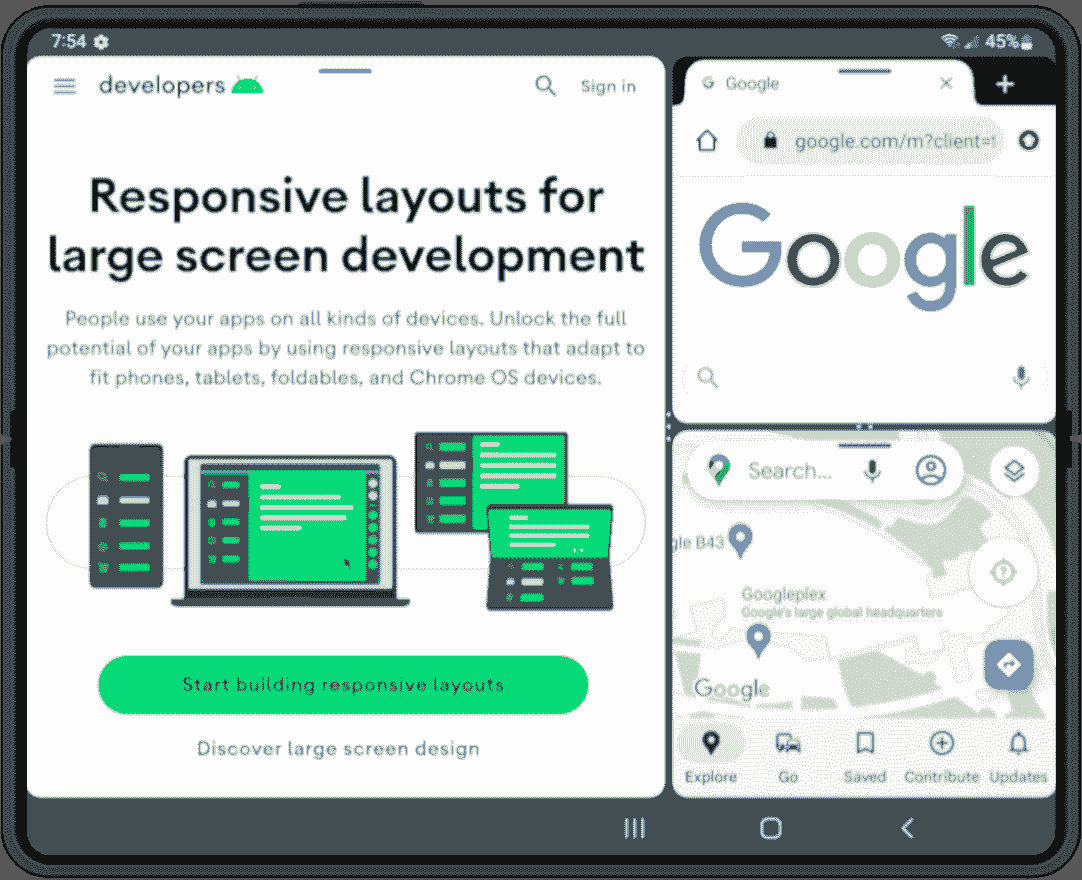 7:54
45%
developers
Sign in
Responsive layouts for
large screen development
People use your apps on all kinds of devices. Unlock the full
potential of your apps by using responsive layouts that adapt to
fit phones, tablets, foldables, and Chrome OS devices.
Start building responsive layouts
Discover large screen design
G Google
google.com/m?client=
Google
Search...
gle B43
Googleplex
Google's large global headquarters
Google
Explore
Go
Saved
Contribute
Updates